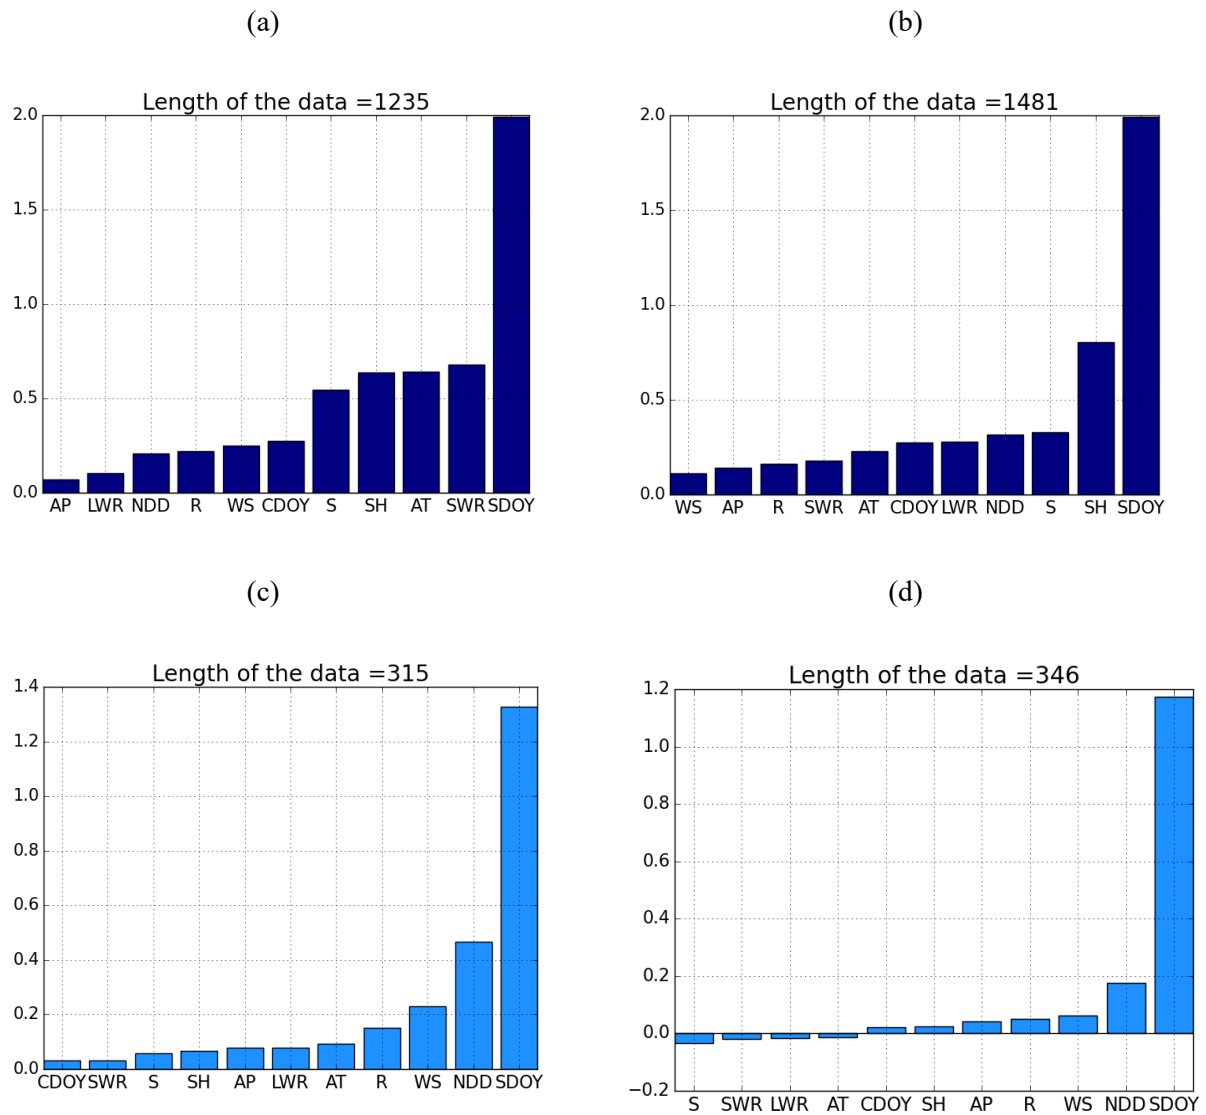 (a)
Length of the data =1235
2.0
1.5
1.0
0.5
0.0
AP LWR NDD R WS CDOY S SH AT SWR SDOY
(b)
Length of the data =1481
2.0
1.5
1.0
0.5
0.0
WS AP R SWR AT CDOY LWR NDD S SH SDOY
(c)
Length of the data =315
1.4
1.2
1.0
0.8
0.6
0.4
0.2
0.0
CDOY SWR S SH AP LWR AT R WS NDD SDOY
(d)
Length of the data =346
1.2
1.0
0.8
0.6
0.4
0.2
0.0
−0.2
S SWR LWR AT CDOY SH AP R WS NDD SDOY